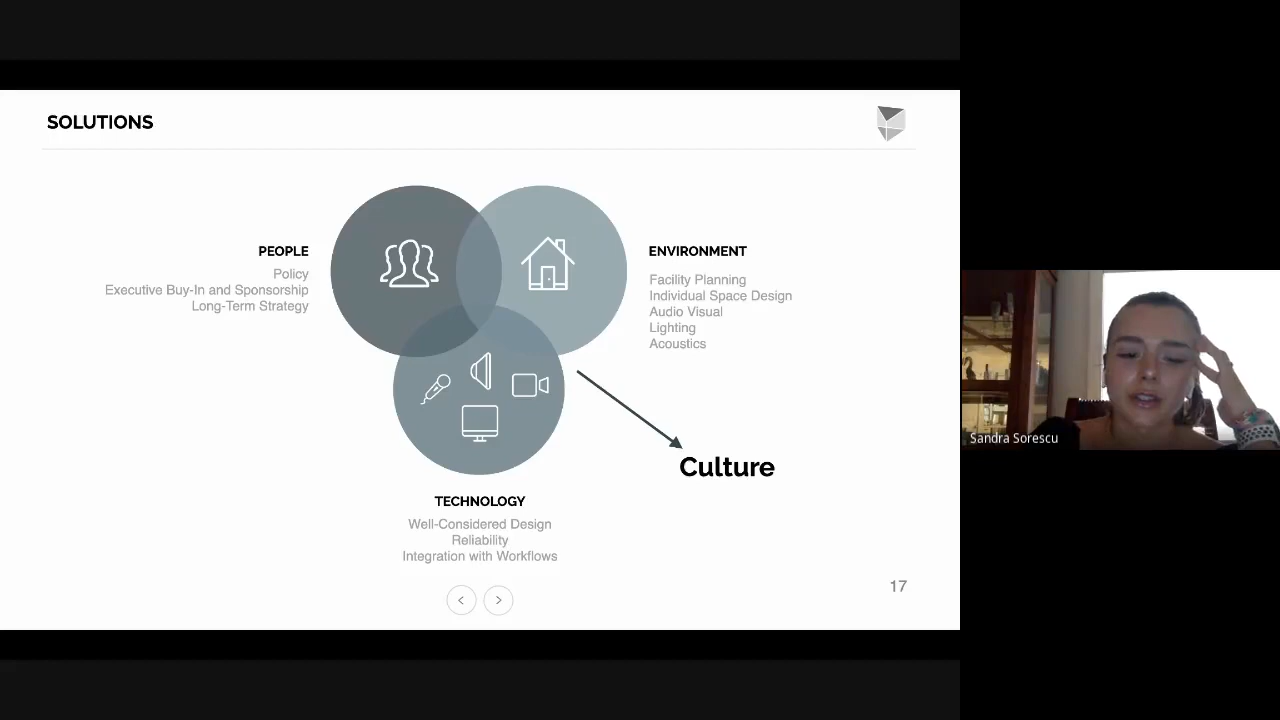 SOLUTIONS
PEOPLE
Policy
Executive Buy-In and Sponsorship
Long-Term Strategy
ENVIRONMENT
Facility Planning
Individual Space Design
Audio Visual
Lighting
Acoustics
Culture
TECHNOLOGY
Well-Considered Design
Reliability
Integration with Workflows
17
Sandra Sorescu